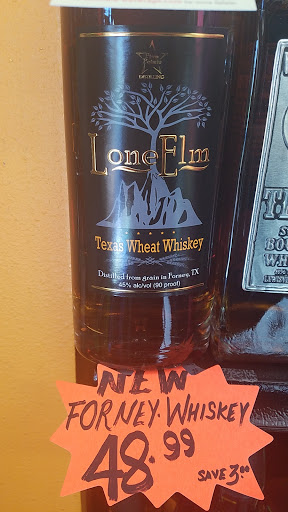 Lone Elm
Texas Wheat Whiskey
Distilled from grain in Forney, TX
45% alc/vol (90 proof)
NEW
FORNEY WHISKEY
48.99
SAVE 3.00